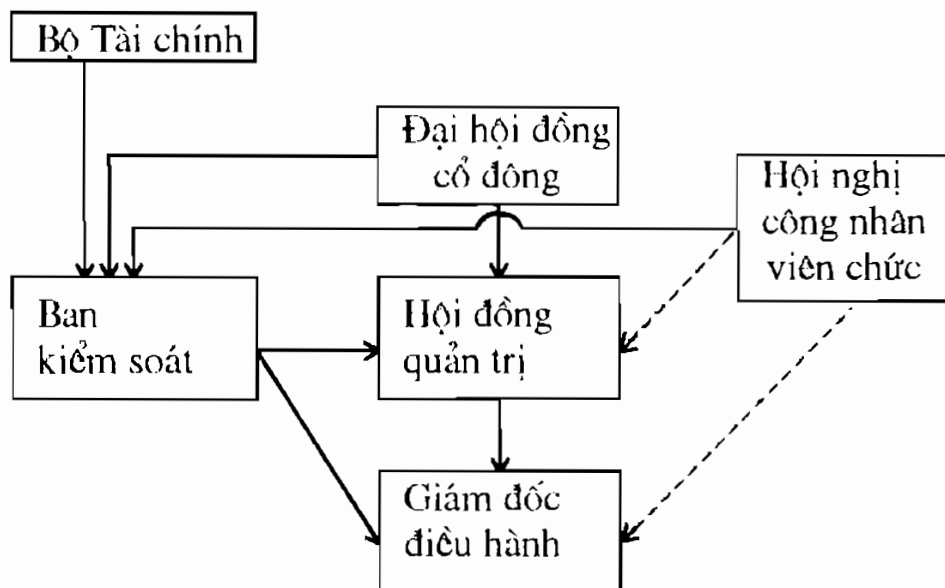 Bộ Tài chính
Đại hội đồng
cổ đông
Hội nghị
công nhân
viên chức
Ban
kiểm soát
Hội đồng
quản trị
Giám đốc
điều hành